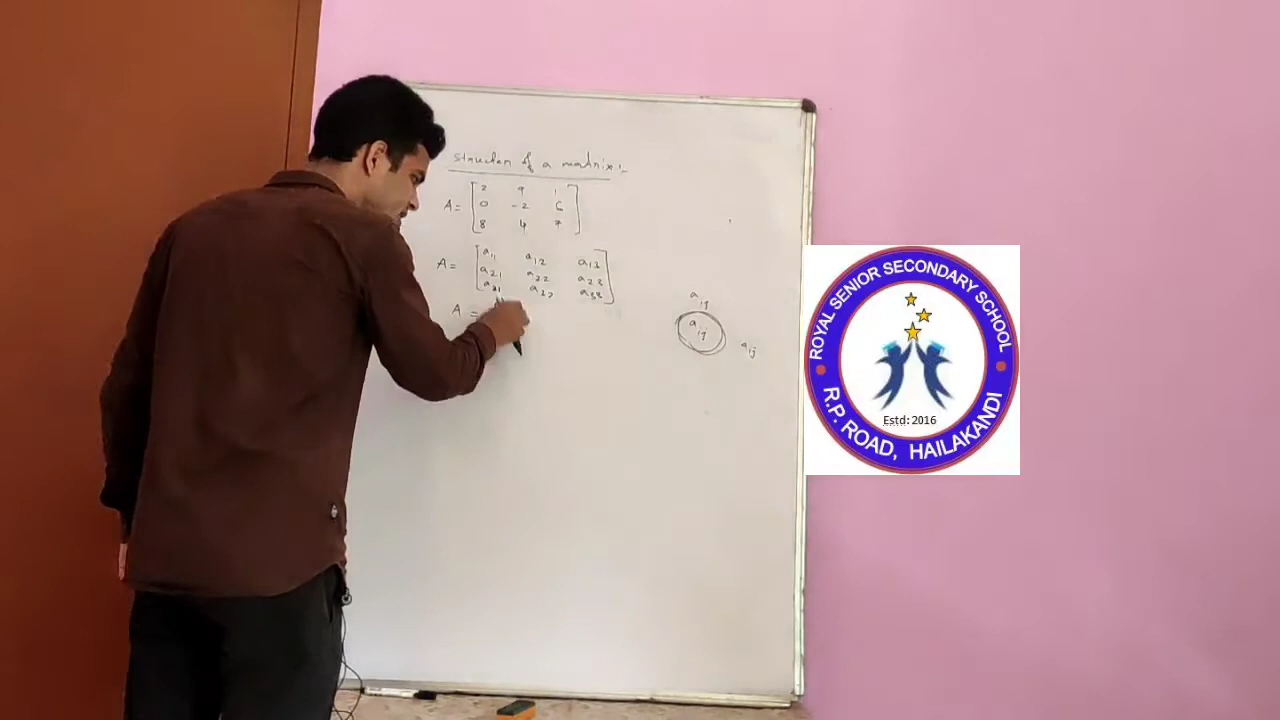 Structer of a matrix:-
A = [ 2 9 1
0 -2 6
8 4 7 ]
A = [ a11 a12 a13
a21 a22 a23
a31 a32 a33 ]
A =
aij
aij
aij
ROYAL SENIOR SECONDARY SCHOOL
Estd: 2016
R.P. ROAD, HAILAKANDI